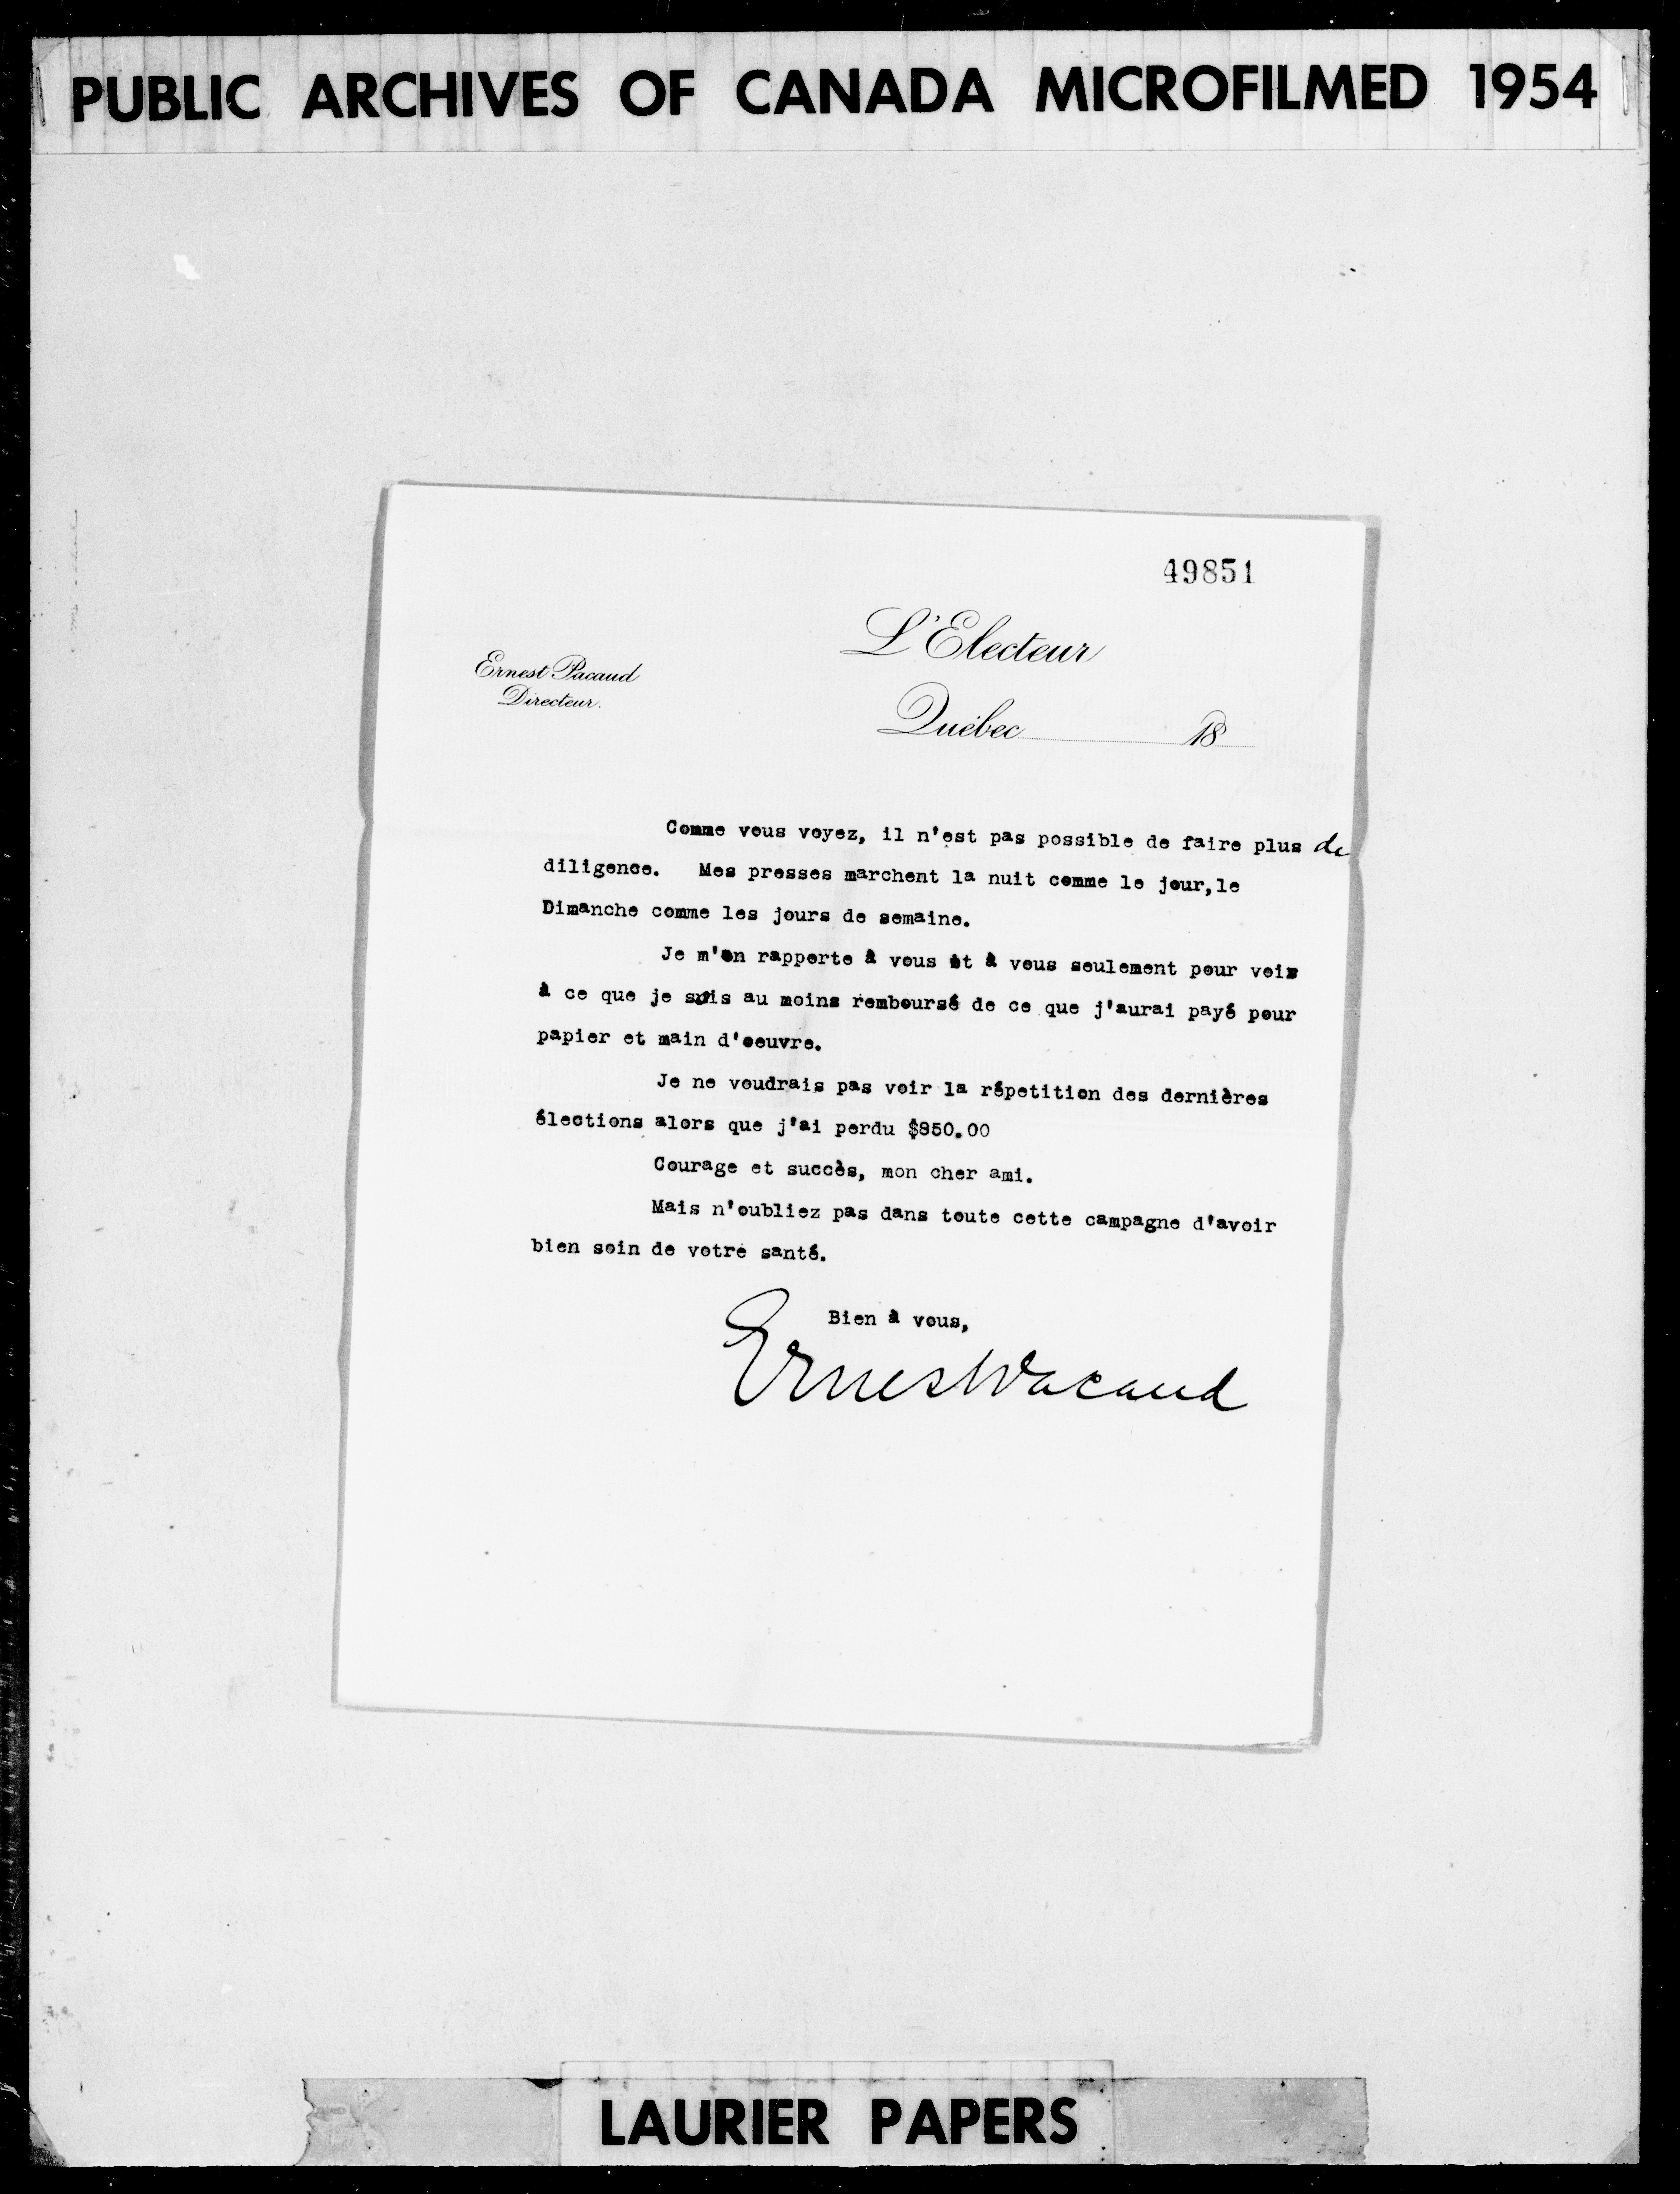 PUBLIC ARCHIVES OF CANADA MICROFILMED 1954
49851
L'Electeur
Ernest Pacaud
Directeur.
Québec 18
Comme vous voyez, il n'est pas possible de faire plus de
diligence. Mes presses marchent la nuit comme le jour,le
Dimanche comme les jours de semaine.
Je m'en rapporte à vous et à vous seulement pour voir
à ce que je sois au moins remboursé de ce que j'aurai payé pour
papier et main d'oeuvre.
Je ne voudrais pas voir la répetition des dernières
élections alors que j'ai perdu $850.00
Courage et succès, mon cher ami.
Mais n'oubliez pas dans toute cette campagne d'avoir
bien soin de votre santé.
Bien à vous,
Ernest Pacaud
LAURIER PAPERS